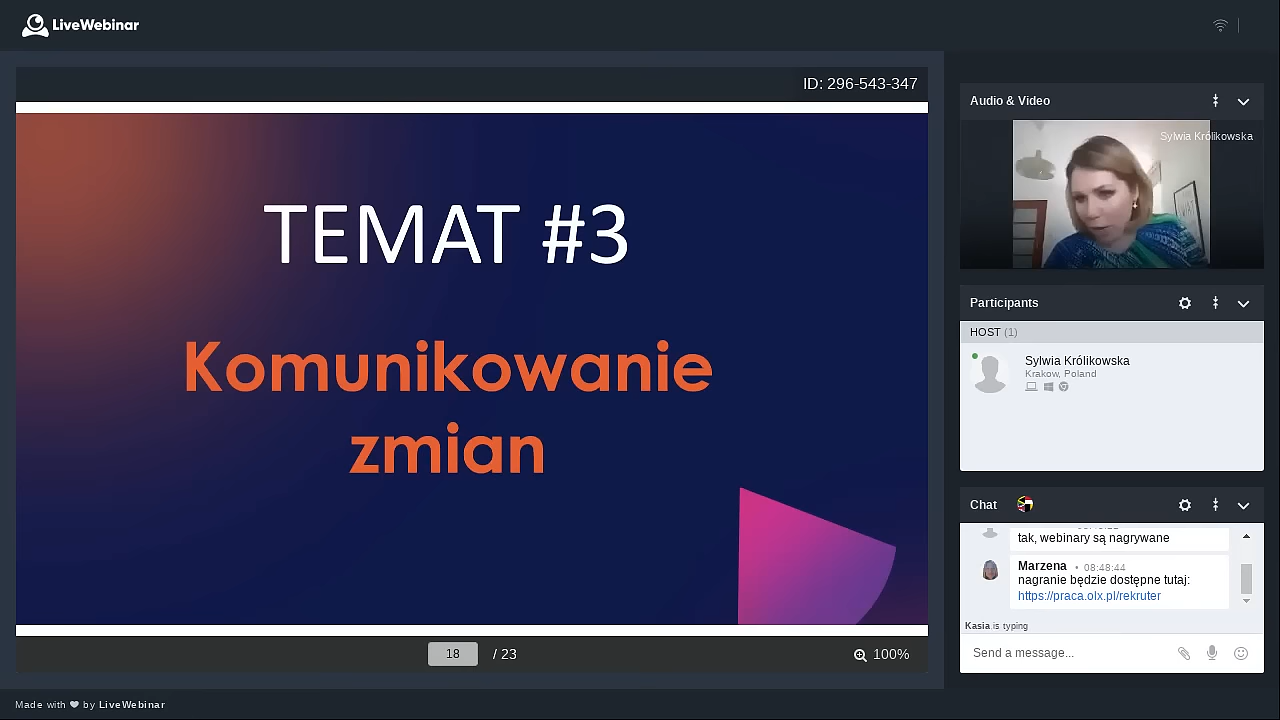 LiveWebinar
ID: 296-543-347
TEMAT #3
Komunikowanie
zmian
18 / 23
100%
Audio & Video
Sylwia Królikowska
Participants
HOST (1)
Sylwia Królikowska
Krakow, Poland
Chat
tak, webinary są nagrywane
Marzena • 08:48:44
nagranie będzie dostępne tutaj:
https://praca.olx.pl/rekruter
Kasia is typing
Send a message...
Made with by LiveWebinar